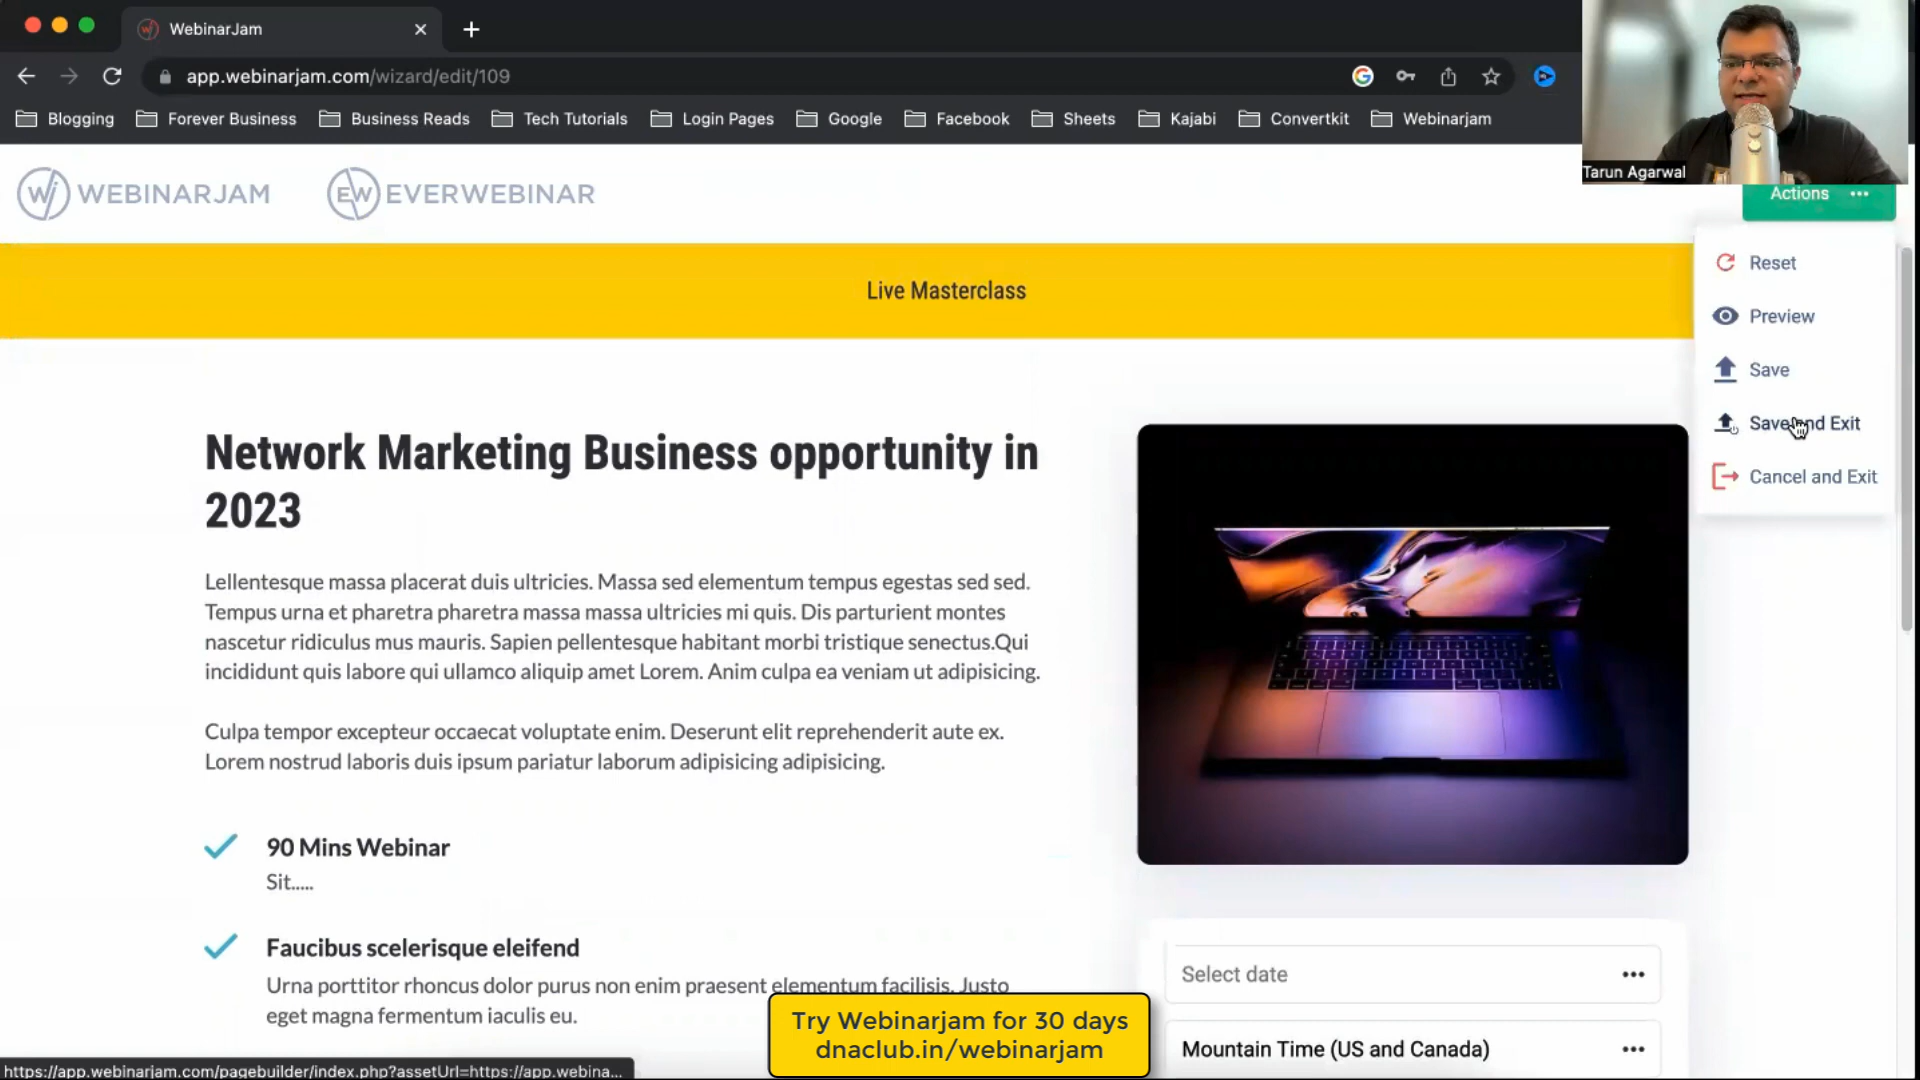 WebinarJam
app.webinarjam.com/wizard/edit/109
Blogging
Forever Business
Business Reads
Tech Tutorials
Login Pages
Google
Facebook
Sheets
Kajabi
Convertkit
Webinarjam
Tarun Agarwal
WEBINARJAM
EVERWEBINAR
Actions
Reset
Preview
Save
Save and Exit
Cancel and Exit
Live Masterclass
Network Marketing Business opportunity in
2023
Lellentesque massa placerat duis ultricies. Massa sed elementum tempus egestas sed sed.
Tempus urna et pharetra pharetra massa massa ultricies mi quis. Dis parturient montes
nascetur ridiculus mus mauris. Sapien pellentesque habitant morbi tristique senectus.Qui
incididunt quis labore qui ullamco aliquip amet Lorem. Anim culpa ea veniam ut adipisicing.
Culpa tempor excepteur occaecat voluptate enim. Deserunt elit reprehenderit aute ex.
Lorem nostrud laboris duis ipsum pariatur laborum adipisicing adipisicing.
90 Mins Webinar
Sit.....
Faucibus scelerisque eleifend
Urna porttitor rhoncus dolor purus non enim praesent elementum facilisis. Justo
eget magna fermentum iaculis eu.
Select date
Mountain Time (US and Canada)
Try Webinarjam for 30 days
dnaclub.in/webinarjam
https://app.webinarjam.com/pagebuilder/index.php?assetUrl=https://app.webina...